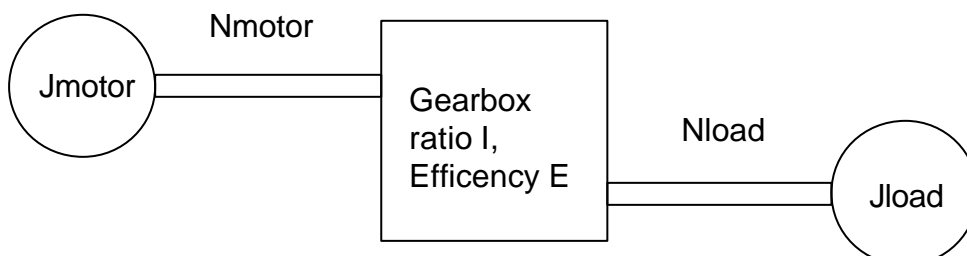 Nmotor
Jmotor
Gearbox
ratio I,
Efficency E
Nload
Jload